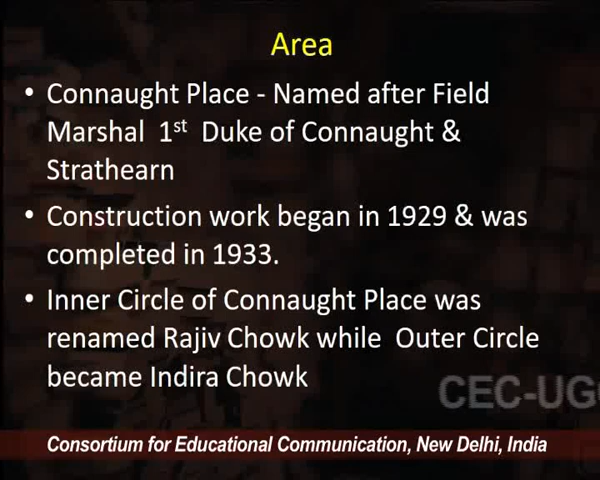 Area
• Connaught Place - Named after Field
Marshal 1st Duke of Connaught &
Strathearn
• Construction work began in 1929 & was
completed in 1933.
• Inner Circle of Connaught Place was
renamed Rajiv Chowk while Outer Circle
became Indira Chowk
CEC-UG
Consortium for Educational Communication, New Delhi, India